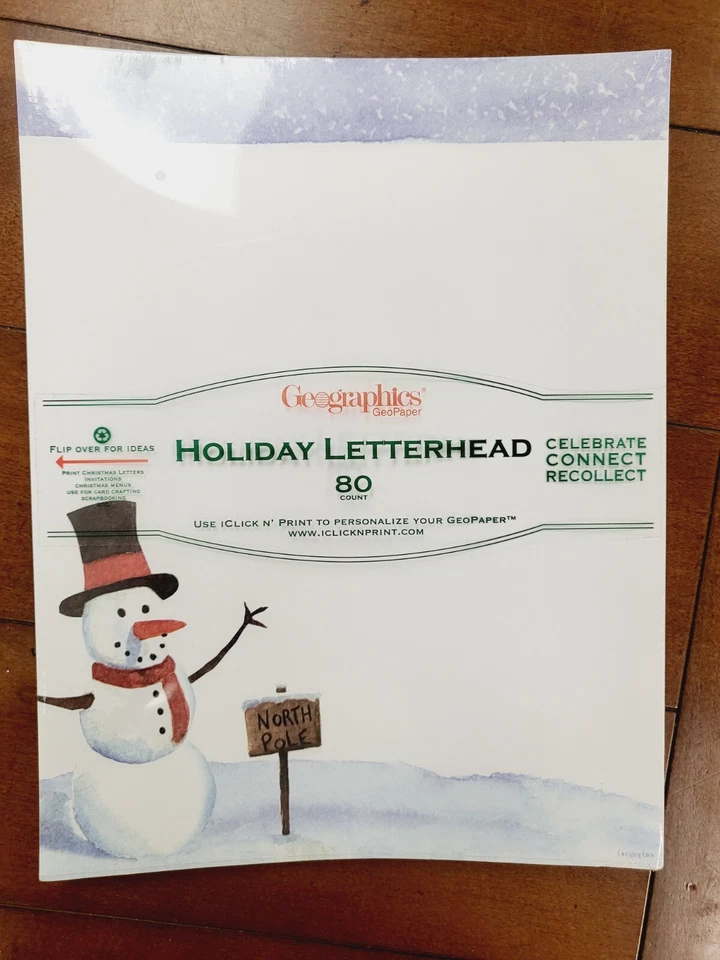 Geographics®
GeoPaper
FLIP OVER FOR IDEAS
PRINT CHRISTMAS LETTERS
INVITATIONS
CHRISTMAS MENUS
USE FOR CARD CRAFTING
SCRAPBOOKING
HOLIDAY LETTERHEAD
80
COUNT
CELEBRATE
CONNECT
RECOLLECT
USE ICLICK N' PRINT TO PERSONALIZE YOUR GEOPAPER™
WWW.ICLICKNPRINT.COM
NORTH
POLE
Geographics